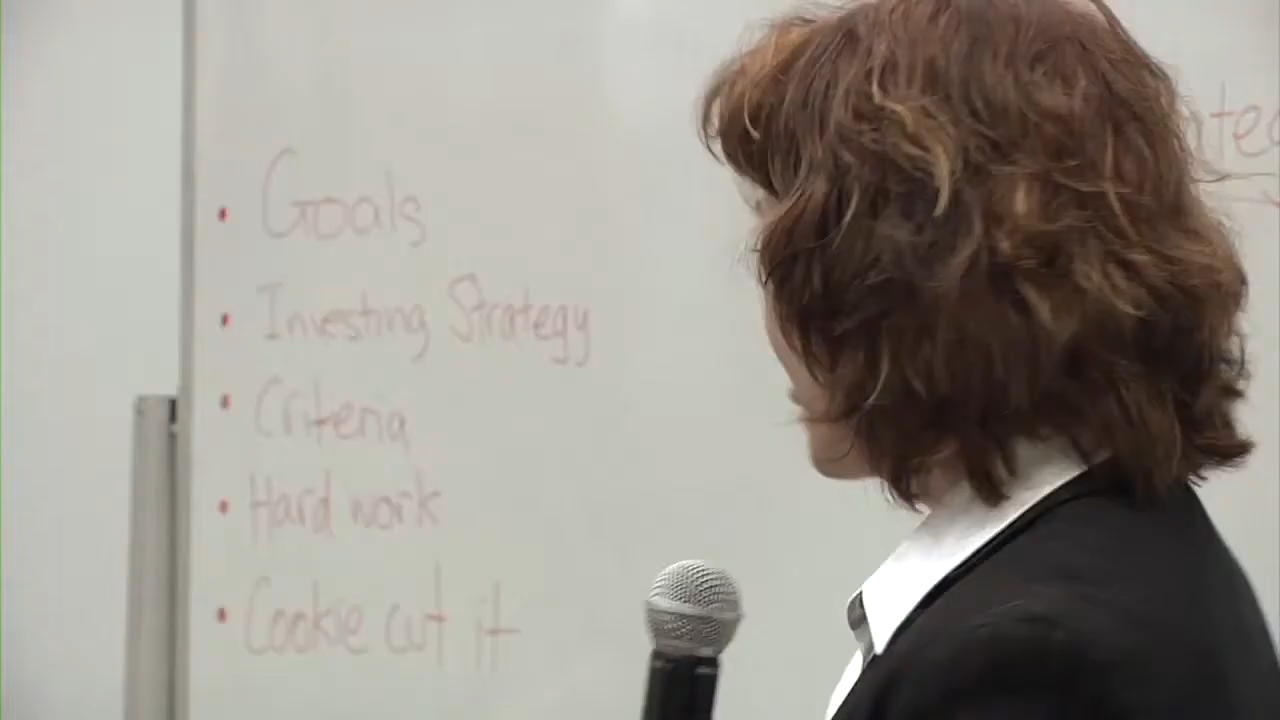 • Goals
• Investing Strategy
• Criteria
• Hard work
• Cookie cut it